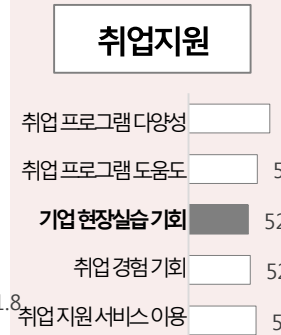 취업지원
취업 프로그램 다양성
취업 프로그램 도움도
기업 현장실습 기회
취업 경험 기회
취업 지원 서비스 이용